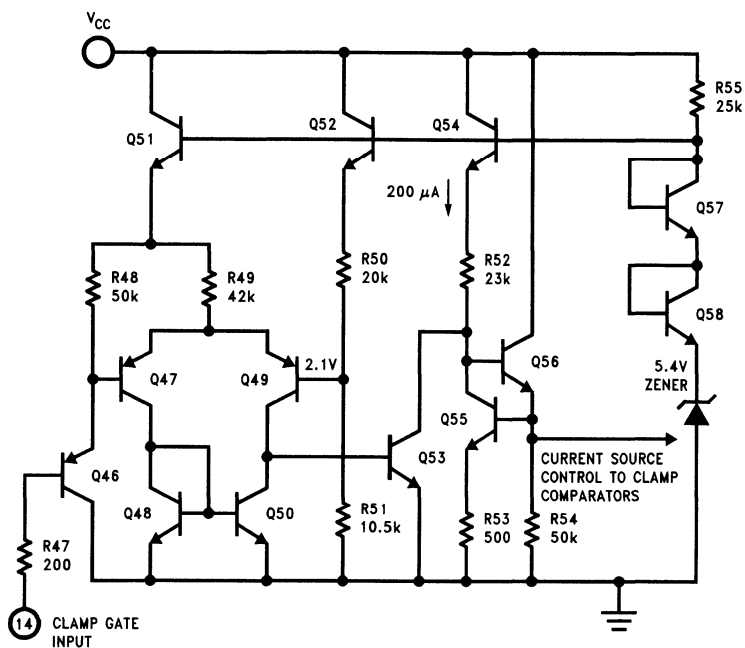 VCC
R55
25k
Q51
Q52
Q54
Q57
200 µA
R48
50k
R49
42k
R50
20k
R52
23k
Q58
2.1V
5.4V
ZENER
Q47
Q49
Q56
Q55
Q46
Q53
CURRENT SOURCE
CONTROL TO CLAMP
COMPARATORS
Q48
Q50
R51
10.5k
R53
500
R54
50k
R47
200
14 CLAMP GATE
INPUT